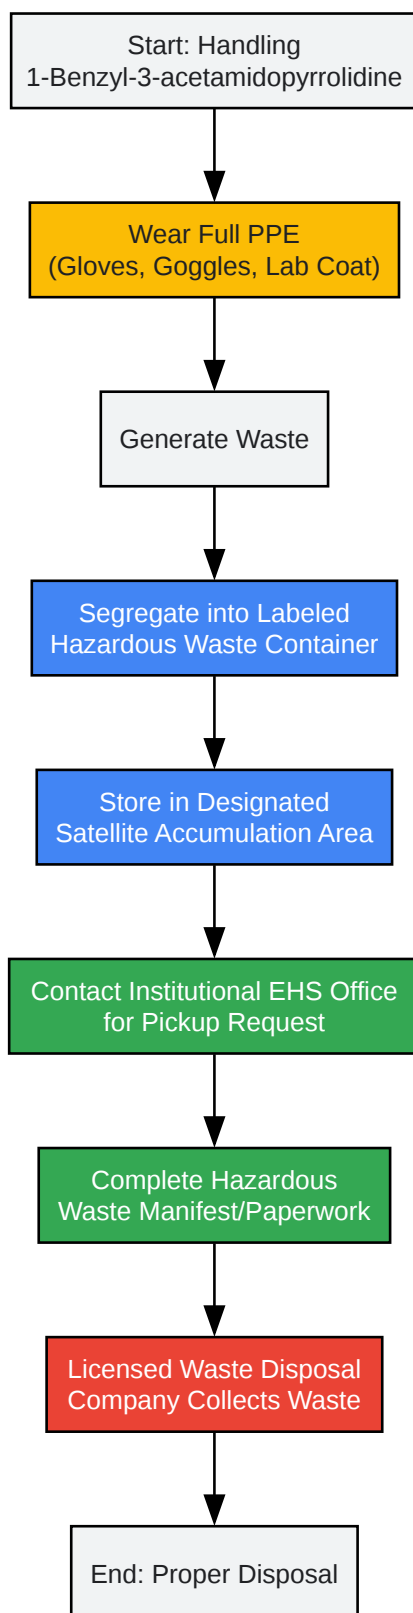 Start: Handling
1-Benzyl-3-acetamidopyrrolidine
Wear Full PPE
(Gloves, Goggles, Lab Coat)
Generate Waste
Segregate into Labeled
Hazardous Waste Container
Store in Designated
Satellite Accumulation Area
Contact Institutional EHS Office
for Pickup Request
Complete Hazardous
Waste Manifest/Paperwork
Licensed Waste Disposal
Company Collects Waste
End: Proper Disposal